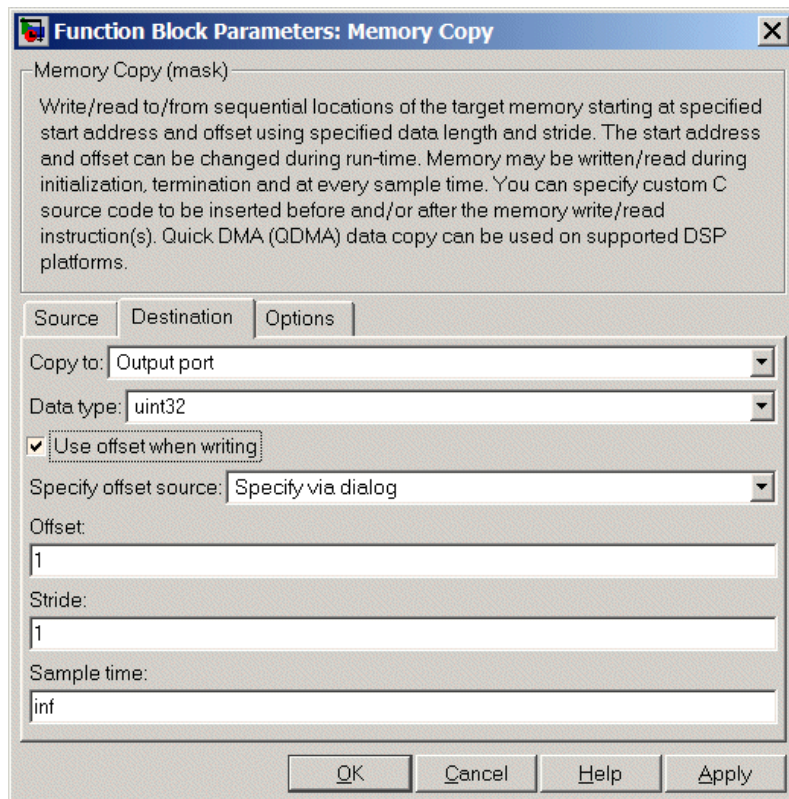 Function Block Parameters: Memory Copy
Memory Copy (mask)
Write/read to/from sequential locations of the target memory starting at specified
start address and offset using specified data length and stride. The start address
and offset can be changed during run-time. Memory may be written/read during
initialization, termination and at every sample time. You can specify custom C
source code to be inserted before and/or after the memory write/read
instruction(s). Quick DMA (QDMA) data copy can be used on supported DSP
platforms.
Source Destination Options
Copy to: Output port
Data type: uint32
Use offset when writing
Specify offset source: Specify via dialog
Offset:
1
Stride:
1
Sample time:
inf
OK Cancel Help Apply